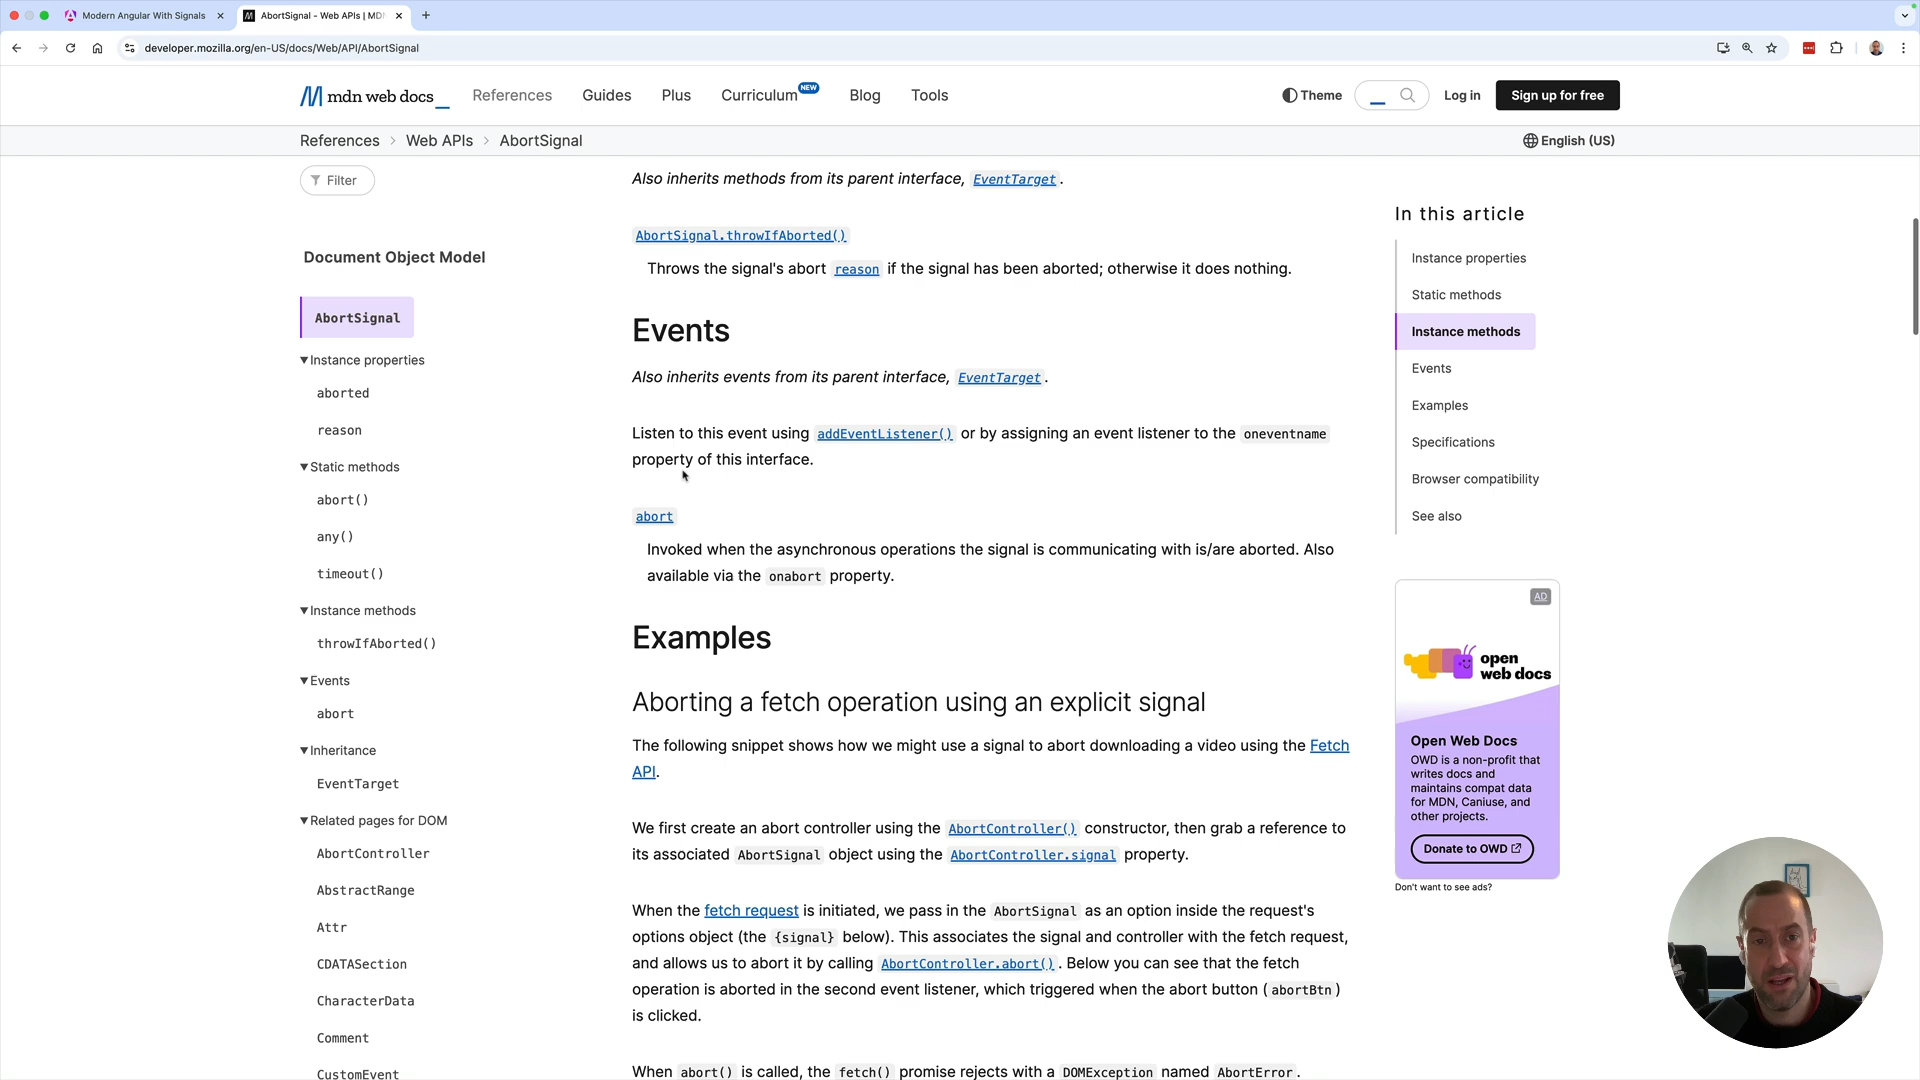 Modern Angular With Signals
AbortSignal - Web APIs | MDN
developer.mozilla.org/en-US/docs/Web/API/AbortSignal
mdn web docs_
References
Guides
Plus
Curriculum NEW
Blog
Tools
Theme
Log in
Sign up for free
References > Web APIs > AbortSignal
English (US)
Filter
Document Object Model
AbortSignal
Instance properties
aborted
reason
Static methods
abort()
any()
timeout()
Instance methods
throwIfAborted()
Events
abort
Inheritance
EventTarget
Related pages for DOM
AbortController
AbstractRange
Attr
CDATASection
CharacterData
Comment
CustomEvent
Also inherits methods from its parent interface, EventTarget.
AbortSignal.throwIfAborted()
Throws the signal's abort reason if the signal has been aborted; otherwise it does nothing.
Events
Also inherits events from its parent interface, EventTarget.
Listen to this event using addEventListener() or by assigning an event listener to the oneventname
property of this interface.
abort
Invoked when the asynchronous operations the signal is communicating with is/are aborted. Also
available via the onabort property.
Examples
Aborting a fetch operation using an explicit signal
The following snippet shows how we might use a signal to abort downloading a video using the Fetch
API.
We first create an abort controller using the AbortController() constructor, then grab a reference to
its associated AbortSignal object using the AbortController.signal property.
When the fetch request is initiated, we pass in the AbortSignal as an option inside the request's
options object (the {signal} below). This associates the signal and controller with the fetch request,
and allows us to abort it by calling AbortController.abort(). Below you can see that the fetch
operation is aborted in the second event listener, which triggered when the abort button (abortBtn)
is clicked.
When abort() is called, the fetch() promise rejects with a DOMException named AbortError.
In this article
Instance properties
Static methods
Instance methods
Events
Examples
Specifications
Browser compatibility
See also
AD
open
web docs
Open Web Docs
OWD is a non-profit that
writes docs and
maintains compat data
for MDN, Caniuse, and
other projects.
Donate to OWD
Don't want to see ads?